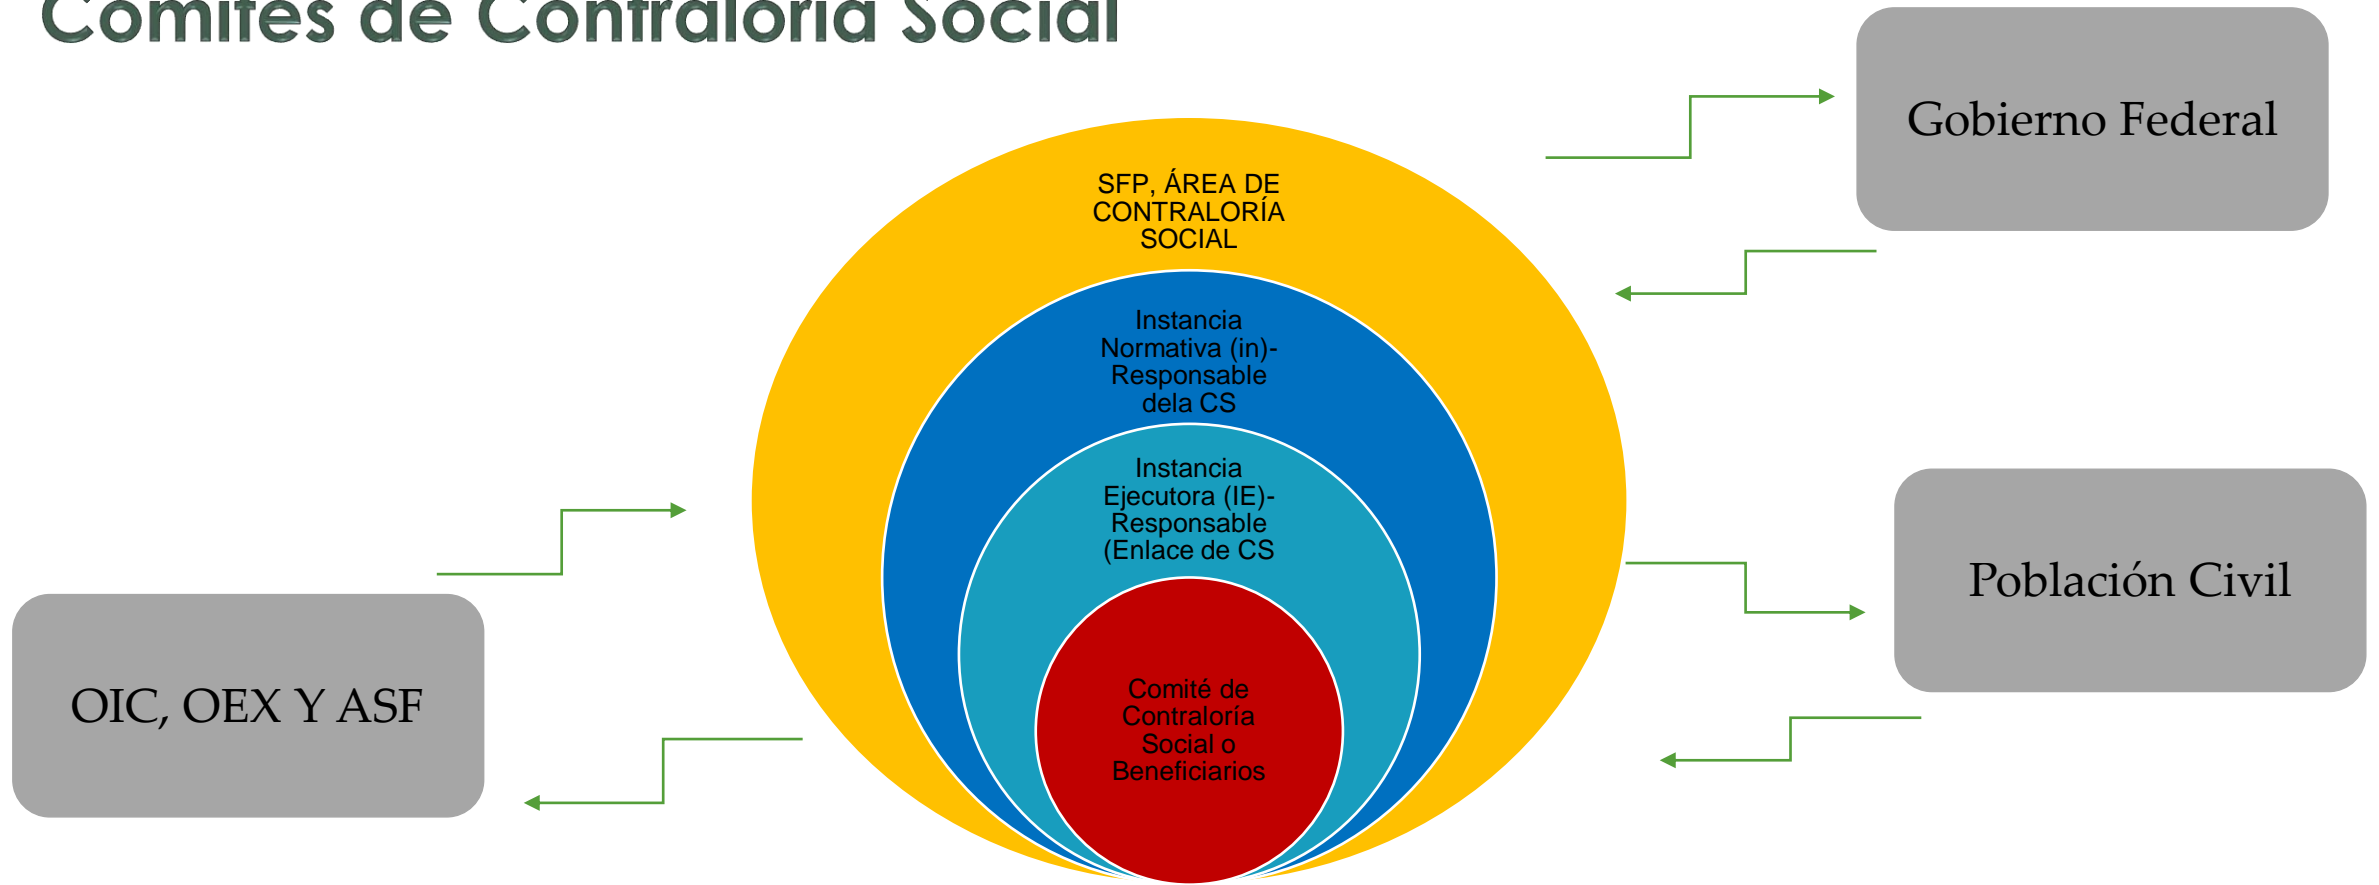 Comités de Contraloría Social
Gobierno Federal
SFP, ÁREA DE
CONTRALORÍA
SOCIAL
Instancia
Normativa (in)-
Responsable
dela CS
Instancia
Ejecutora (IE)-
Responsable
(Enlace de CS
Población Civil
OIC, OEX Y ASF
Comité de
Contraloría
Social o
Beneficiarios